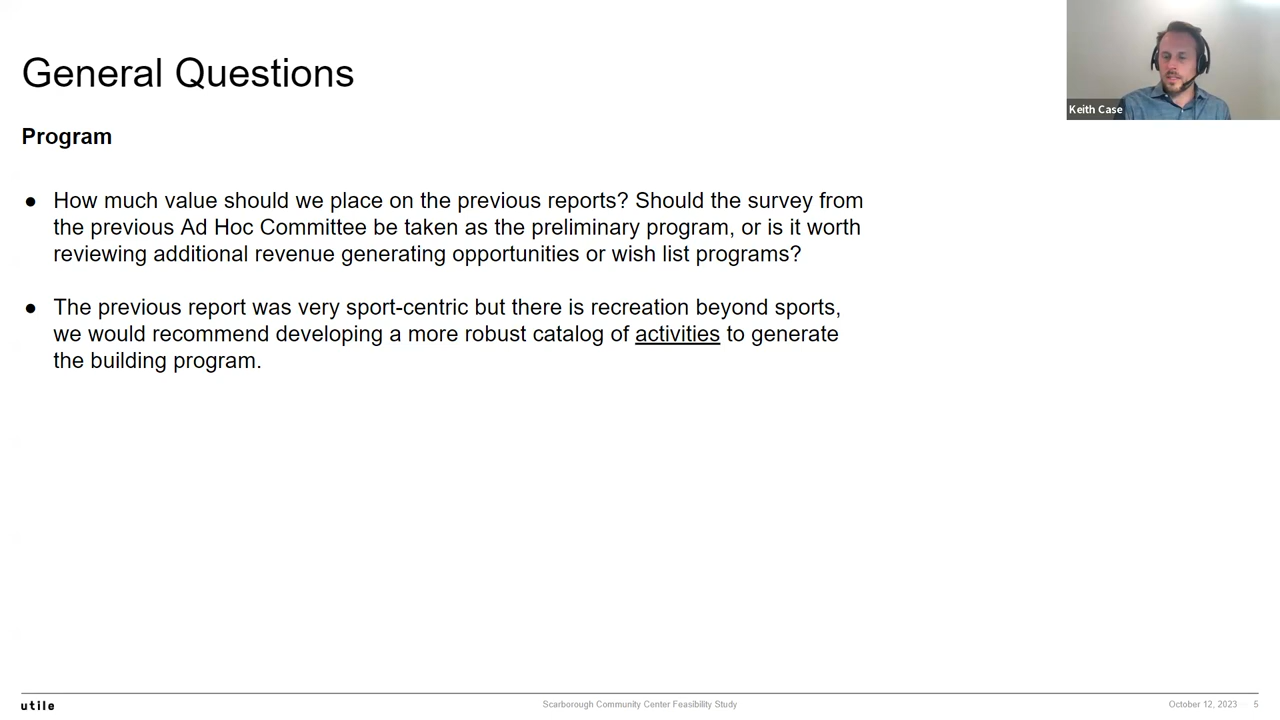 General Questions
Keith Case
Program
● How much value should we place on the previous reports? Should the survey from
the previous Ad Hoc Committee be taken as the preliminary program, or is it worth
reviewing additional revenue generating opportunities or wish list programs?
● The previous report was very sport-centric but there is recreation beyond sports,
we would recommend developing a more robust catalog of activities to generate
the building program.
utile
Scarborough Community Center Feasibility Study
October 12, 2023 5